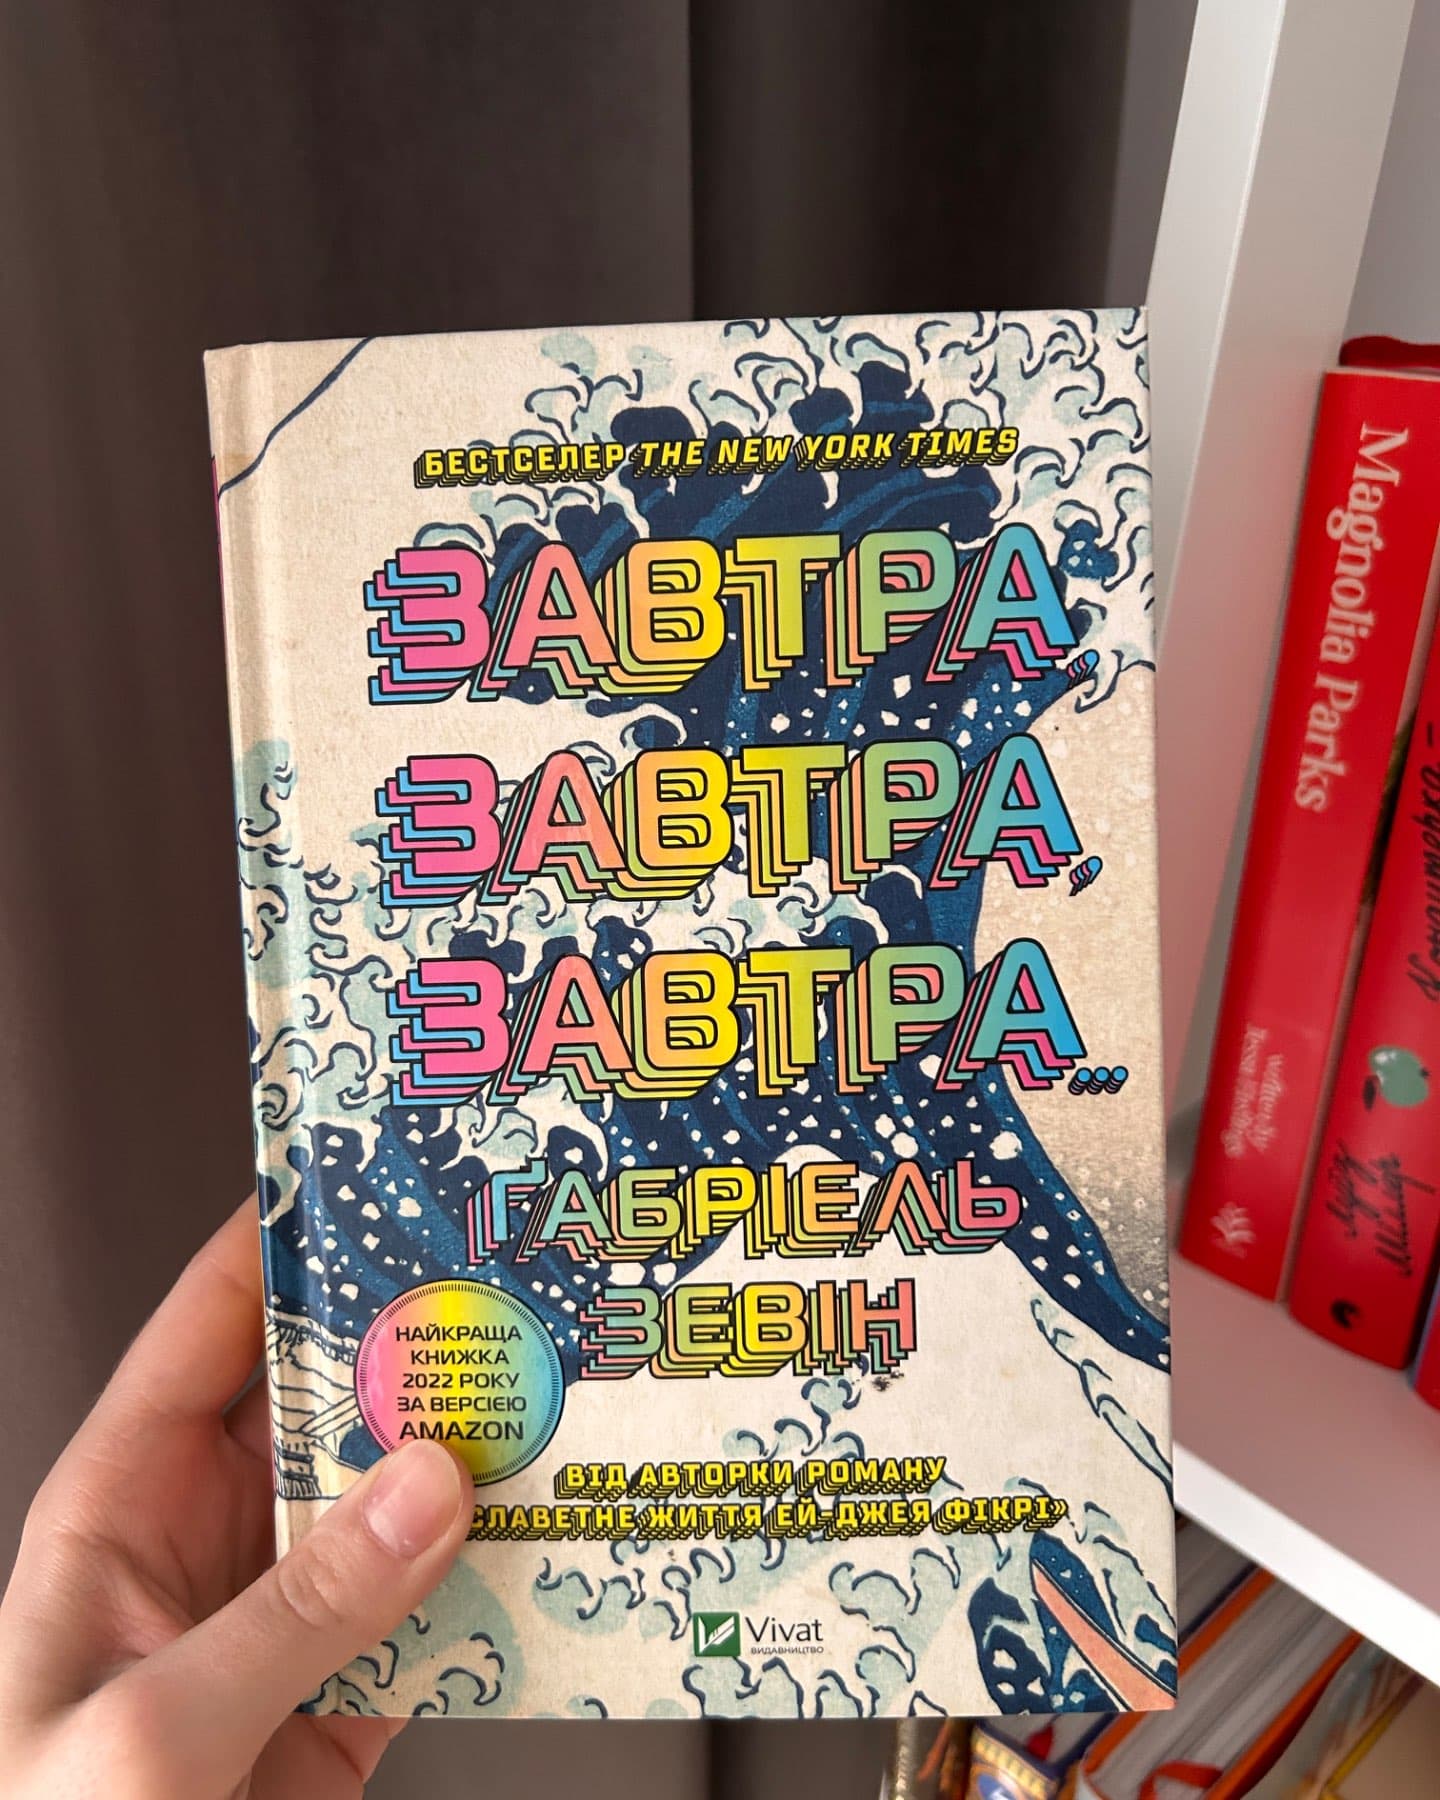 БЕСТСЕЛЕР THE NEW YORK TIMES
ЗАВТРА,
ЗАВТРА,
ЗАВТРА...
ҐАБРІЕЛЬ
ЗЕВІН
НАЙКРАЩА
КНИЖКА
2022 РОКУ
ЗА ВЕРСІЄЮ
AMAZON
ВІД АВТОРКИ РОМАНУ
СЛАВЕТНЕ ЖИТТЯ ЕЙ-ДЖЕЯ ФІКРІ»
Vivat
ВИДАВНИЦТВО
Magnolia Parks